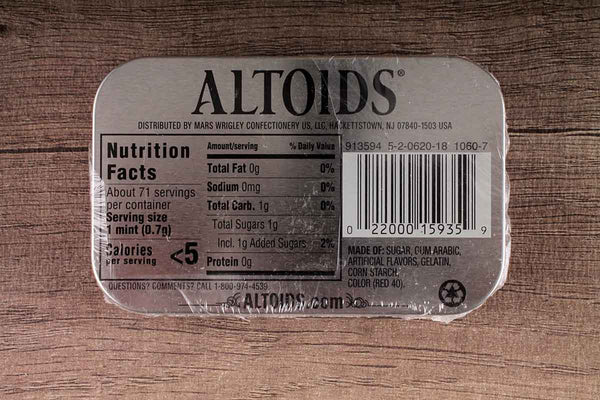 ALTOIDS®
DISTRIBUTED BY MARS WRIGLEY CONFECTIONERY US, LLC, HACKETTSTOWN, NJ 07840-1503 USA
Nutrition
Facts
About 71 servings
per container
Serving size
1 mint (0.7g)
Calories
per serving <5
Amount/serving % Daily Value
Total Fat 0g 0%
Sodium 0mg 0%
Total Carb. 1g 0%
Total Sugars 1g
Incl. 1g Added Sugars 2%
Protein 0g
913594 5-2-0620-18 1060-7
0 22000 15935 9
MADE OF: SUGAR, GUM ARABIC,
ARTIFICIAL FLAVORS, GELATIN,
CORN STARCH,
COLOR (RED 40).
QUESTIONS? COMMENTS? CALL 1-800-974-4539
ALTOIDS.com